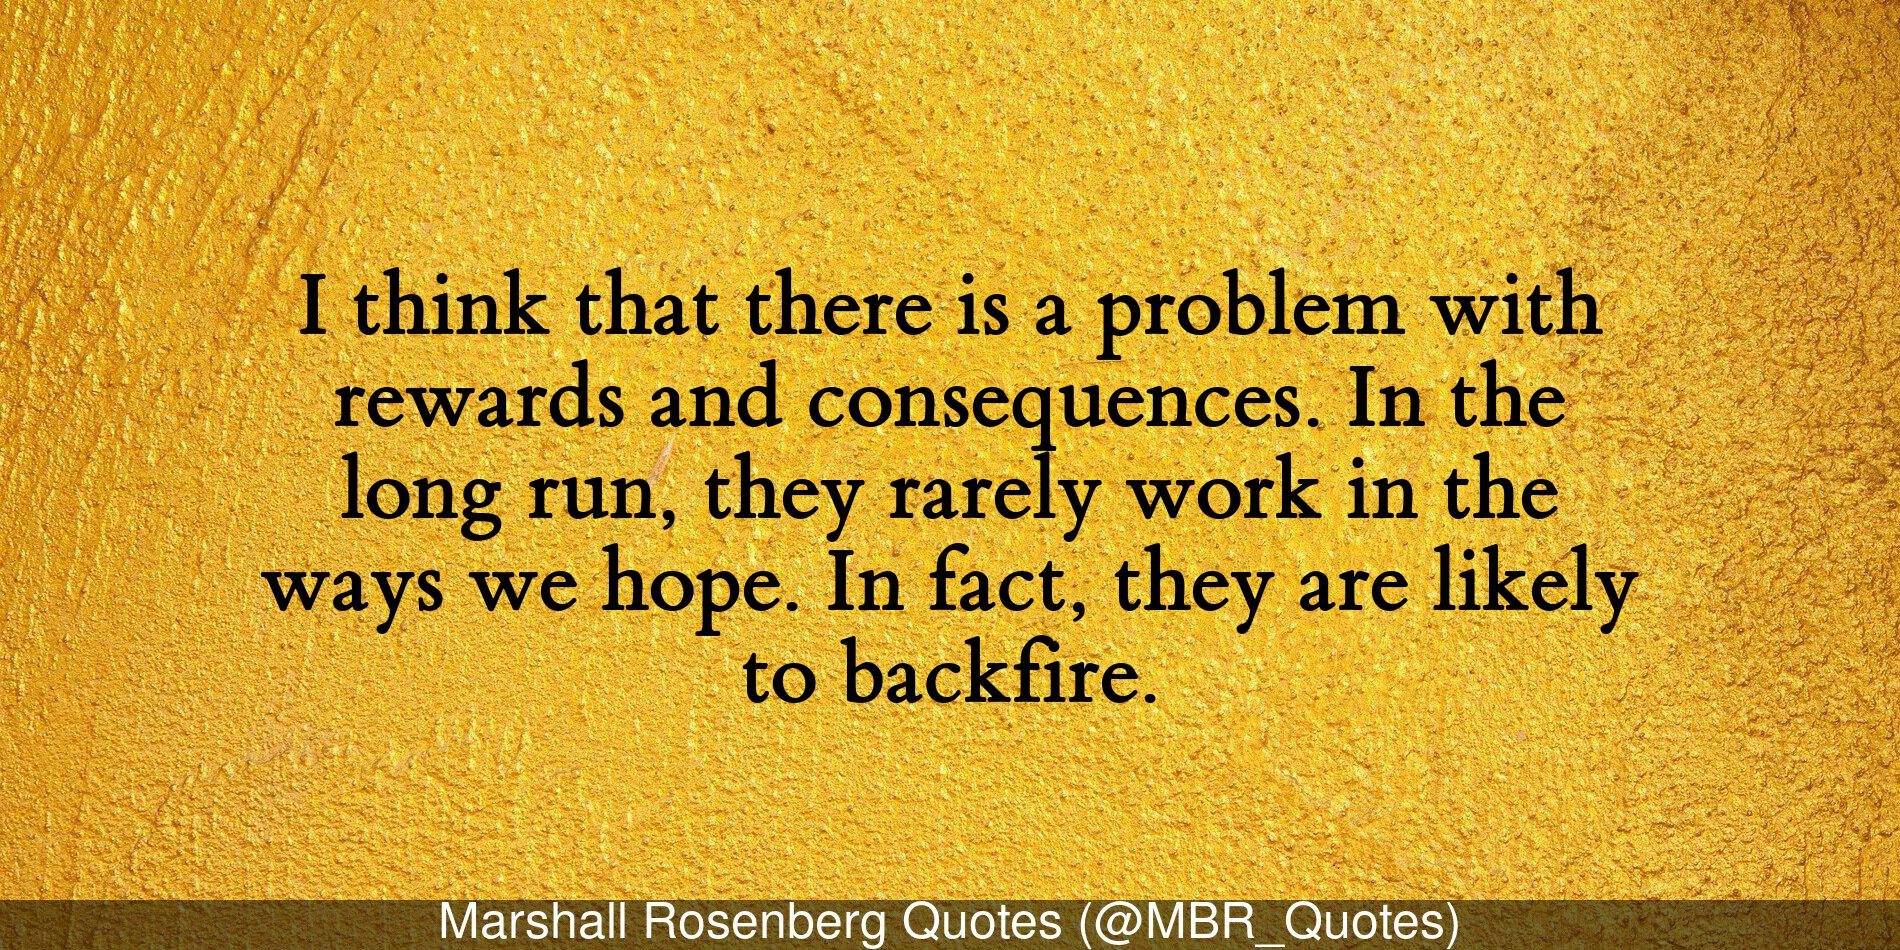 I think that there is a problem with
rewards and consequences. In the
long run, they rarely work in the
ways we hope. In fact, they are likely
to backfire.
Marshall Rosenberg Quotes (@MBR_Quotes)